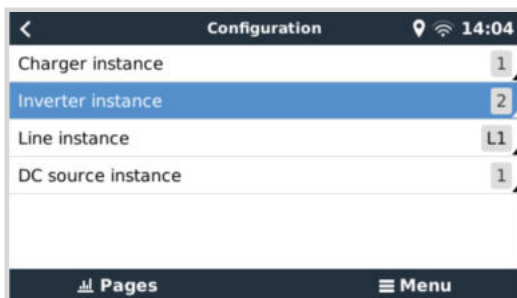 Configuration 14:04
Charger instance 1
Inverter instance 2
Line instance L1
DC source instance 1
Pages Menu